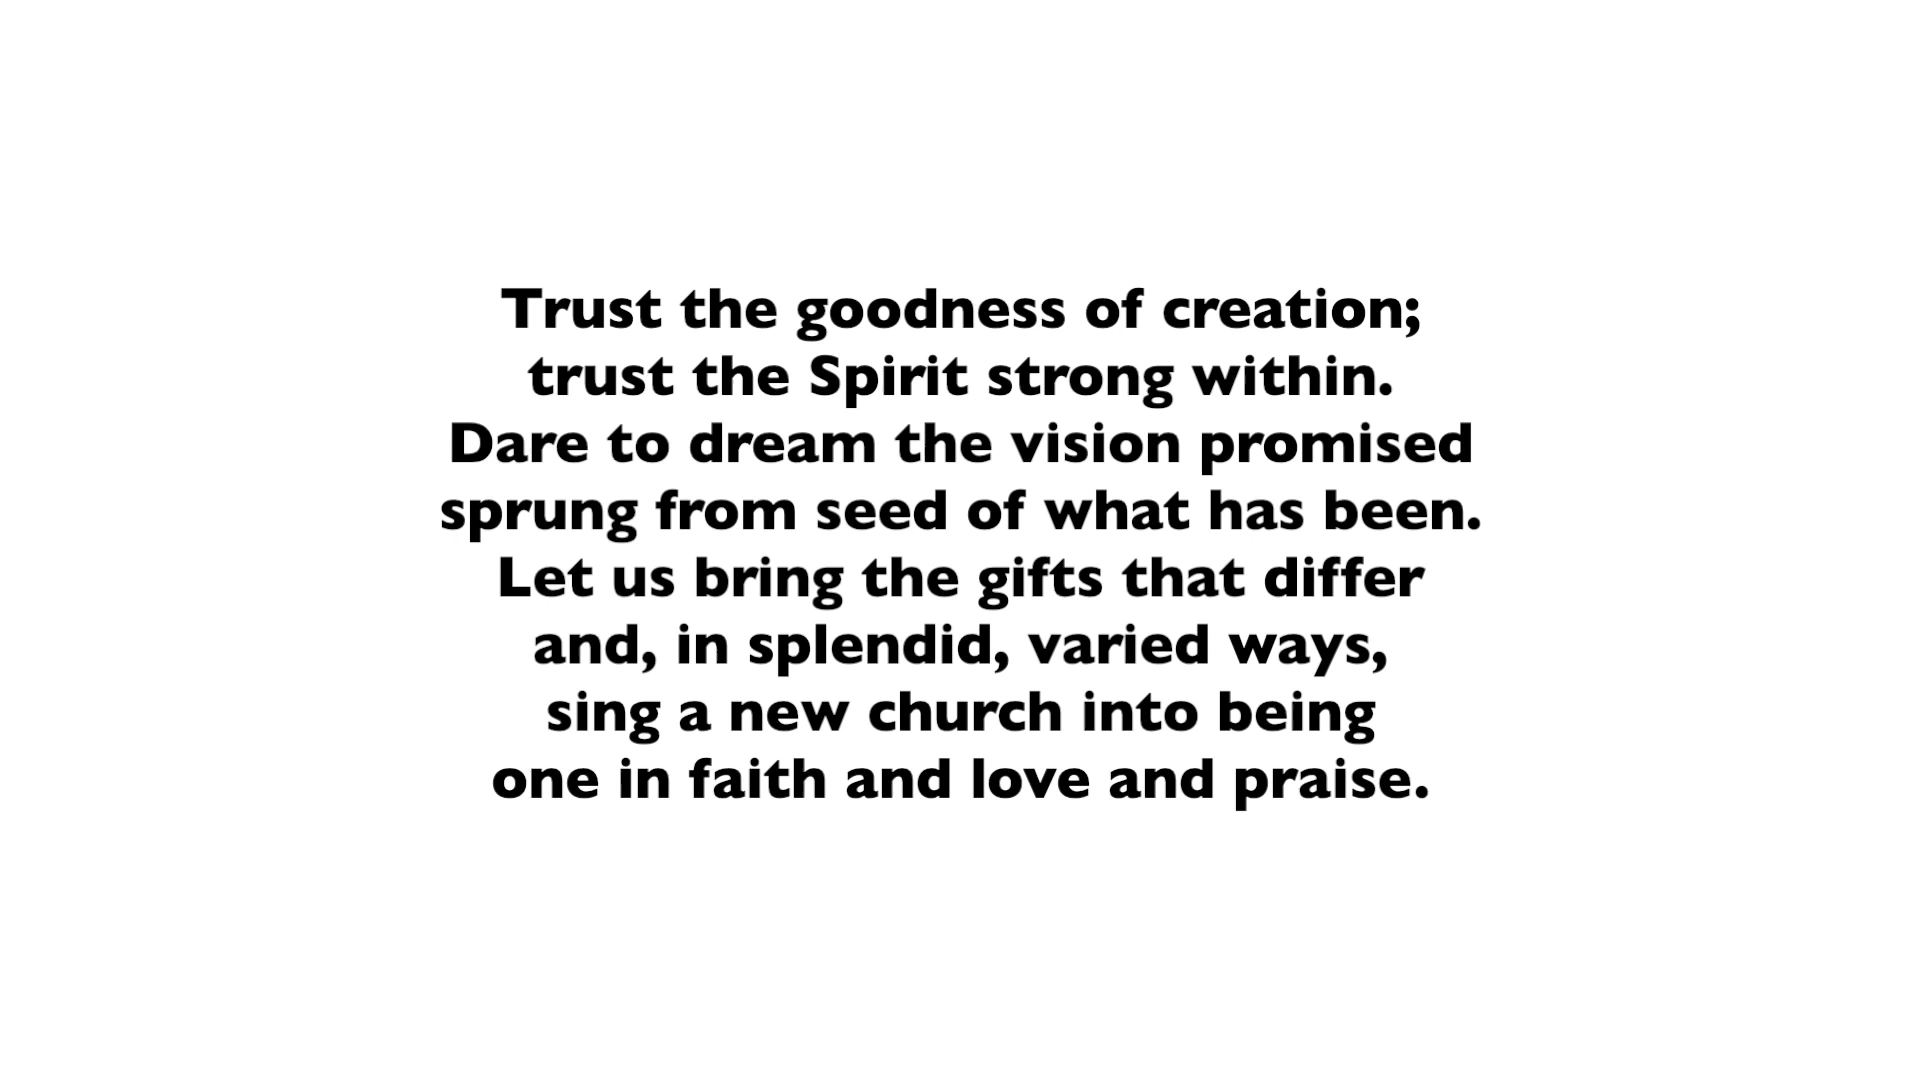 Trust the goodness of creation;
trust the Spirit strong within.
Dare to dream the vision promised
sprung from seed of what has been.
Let us bring the gifts that differ
and, in splendid, varied ways,
sing a new church into being
one in faith and love and praise.